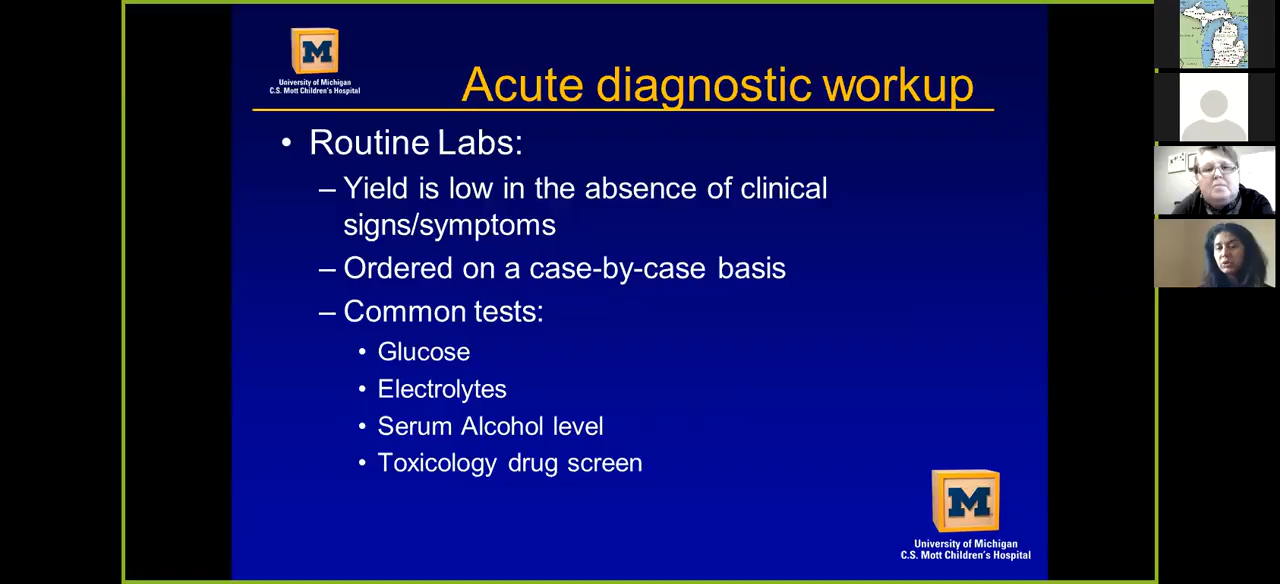 M
University of Michigan
C.S. Mott Children's Hospital
Acute diagnostic workup
• Routine Labs:
– Yield is low in the absence of clinical
signs/symptoms
– Ordered on a case-by-case basis
– Common tests:
• Glucose
• Electrolytes
• Serum Alcohol level
• Toxicology drug screen
M
University of Michigan
C.S. Mott Children's Hospital